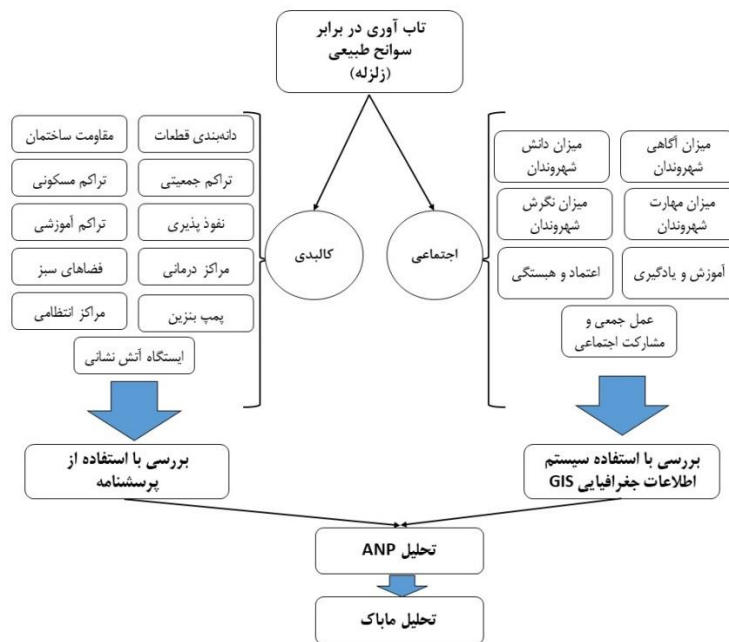 تاب آوری در برابر
سوانح طبیعی
(زلزله)
میزان آگاهی
شهروندان
میزان دانش
شهروندان
میزان مهارت
شهروندان
میزان نگرش
شهروندان
آموزش و یادگیری
اعتماد و هبستگی
عمل جمعی و
مشارکت اجتماعی
اجتماعی
کالبدی
دانه‌بندی قطعات
مقاومت ساختمان
تراکم جمعیتی
تراکم مسکونی
نفوذ پذیری
تراکم آموزشی
مراکز درمانی
فضاهای سبز
پمپ بنزین
مراکز انتظامی
ایستگاه آتش نشانی
بررسی با استفاده سیستم
اطلاعات جغرافیایی GIS
بررسی با استفاده از
پرسشنامه
تحلیل ANP
تحلیل ماباک